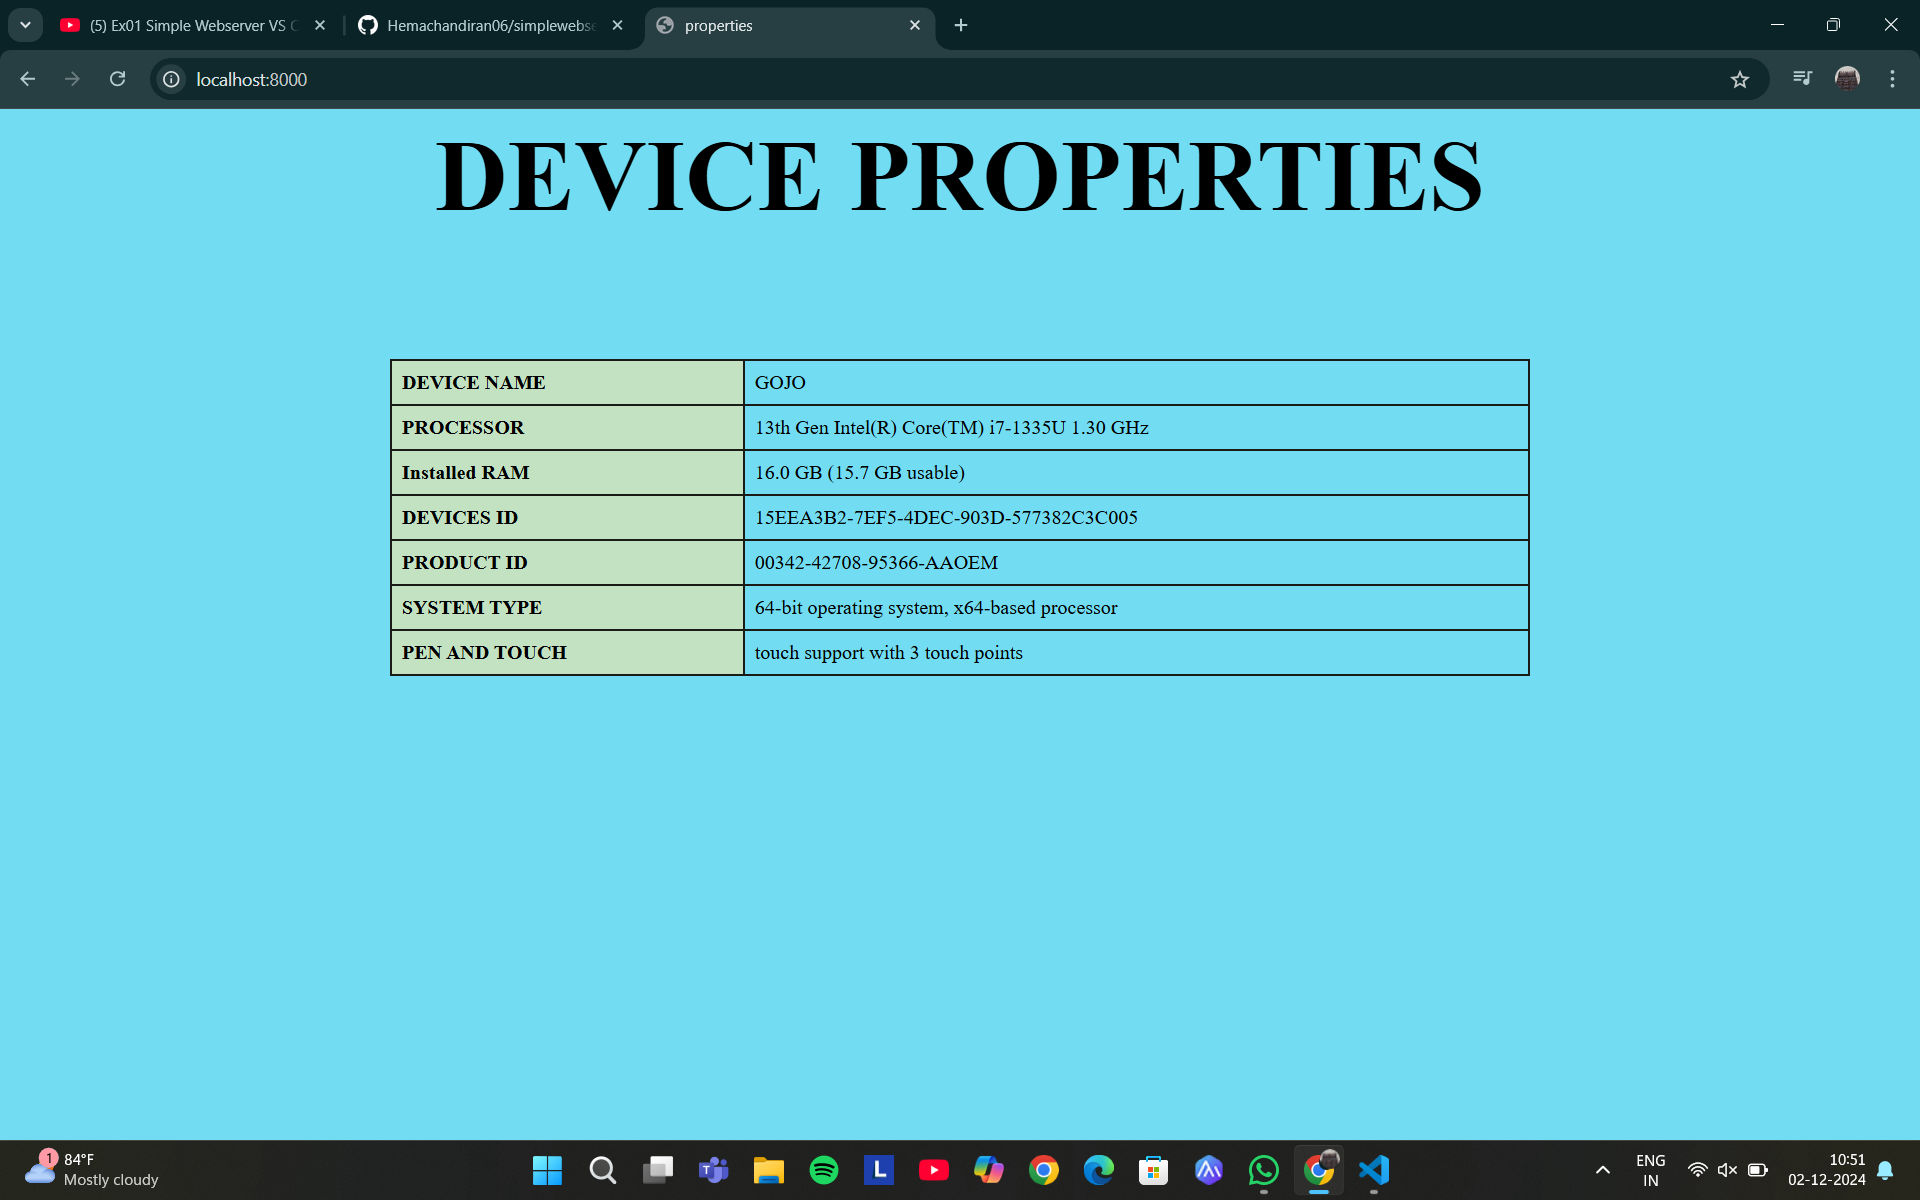 (5) Ex01 Simple Webserver VS C
Hemachandiran06/simplewebse
properties
localhost:8000
DEVICE PROPERTIES
DEVICE NAME GOJO
PROCESSOR 13th Gen Intel(R) Core(TM) i7-1335U 1.30 GHz
Installed RAM 16.0 GB (15.7 GB usable)
DEVICES ID 15EEA3B2-7EF5-4DEC-903D-577382C3C005
PRODUCT ID 00342-42708-95366-AAOEM
SYSTEM TYPE 64-bit operating system, x64-based processor
PEN AND TOUCH touch support with 3 touch points
1
84°F
Mostly cloudy
L
ENG
IN
10:51
02-12-2024